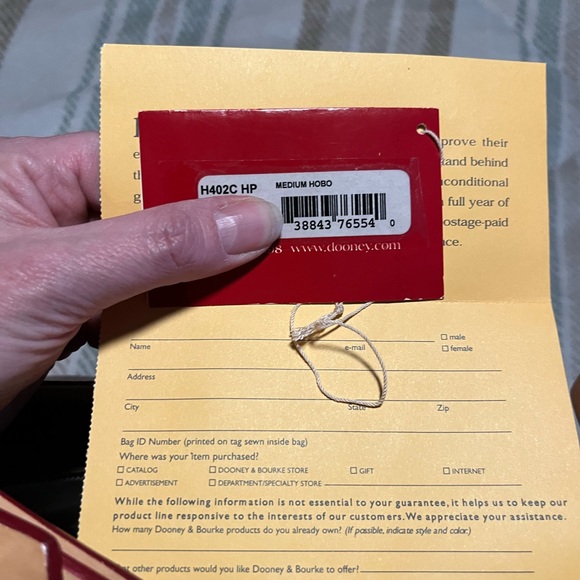 prove their
tand behind
conditional
full year of
ostage-paid
H402C HP MEDIUM HOBO
38843 76554 0
www.dooney.com
Name e-mail □ male
□ female
Address
City State Zip
Bag ID Number (printed on tag sewn inside bag)
Where was your item purchased?
□ CATALOG □ DOONEY & BOURKE STORE □ GIFT □ INTERNET
□ ADVERTISEMENT □ DEPARTMENT/SPECIALTY STORE
While the following information is not essential to your guarantee, it helps us to keep our
product line responsive to the interests of our customers. We appreciate your assistance.
How many Dooney & Bourke products do you already own? (If possible, indicate style and color.)
other products would you like Dooney & Bourke to offer?